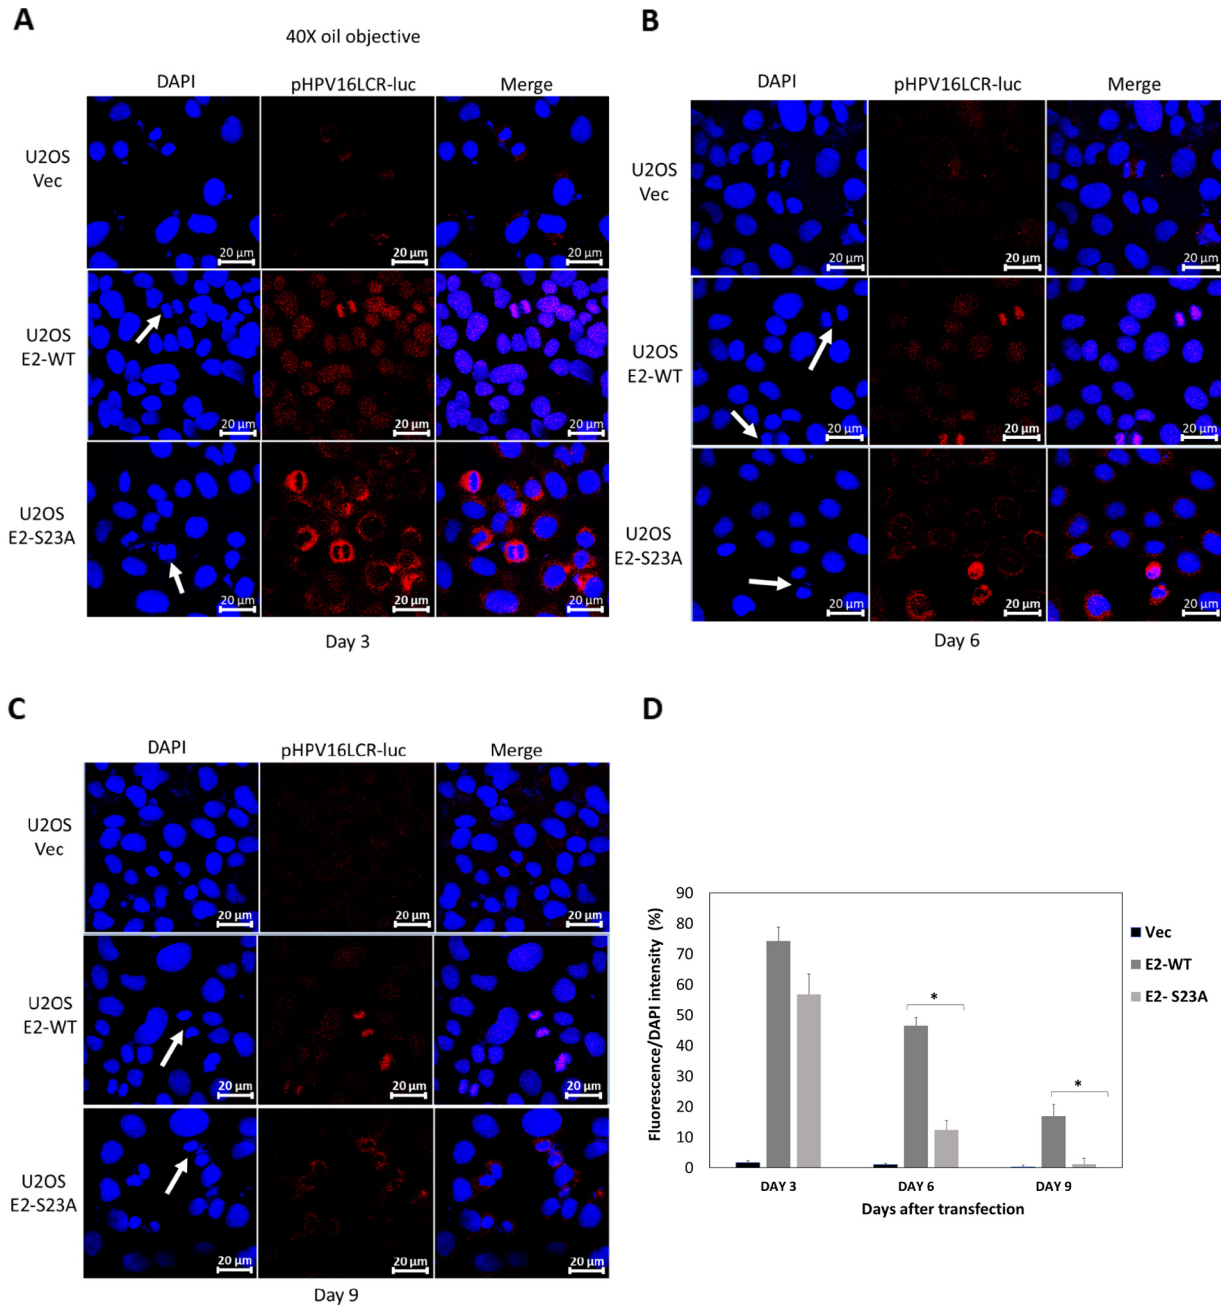 A
40X oil objective
DAPI
pHPV16LCR-luc
Merge
U2OS
Vec
20 µm
20 µm
20 µm
U2OS
E2-WT
20 µm
20 µm
20 µm
U2OS
E2-S23A
20 µm
20 µm
20 µm
Day 3
B
DAPI
pHPV16LCR-luc
Merge
U2OS
Vec
20 µm
20 µm
20 µm
U2OS
E2-WT
20 µm
20 µm
20 µm
U2OS
E2-S23A
20 µm
20 µm
20 µm
Day 6
C
DAPI
pHPV16LCR-luc
Merge
U2OS
Vec
20 µm
20 µm
20 µm
U2OS
E2-WT
20 µm
20 µm
20 µm
U2OS
E2-S23A
20 µm
20 µm
20 µm
Day 9
D
Fluorescence/DAPI intensity (%)
90
80
70
60
50
40
30
20
10
0
*
*
DAY 3
DAY 6
DAY 9
Days after transfection
Vec
E2-WT
E2- S23A